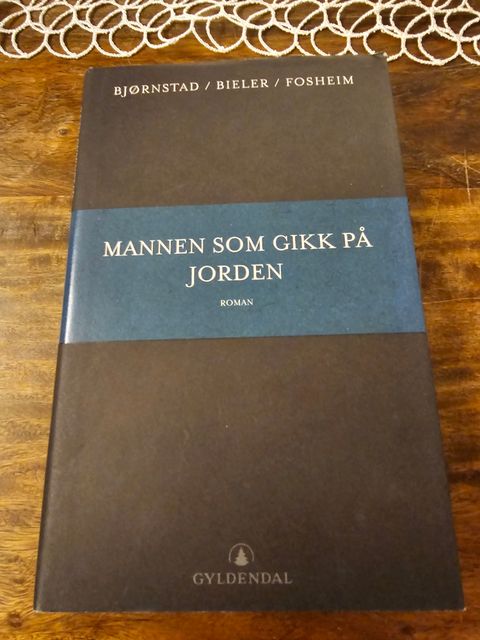 BJØRNSTAD / BIELER / FOSHEIM
MANNEN SOM GIKK PÅ
JORDEN
ROMAN
GYLDENDAL